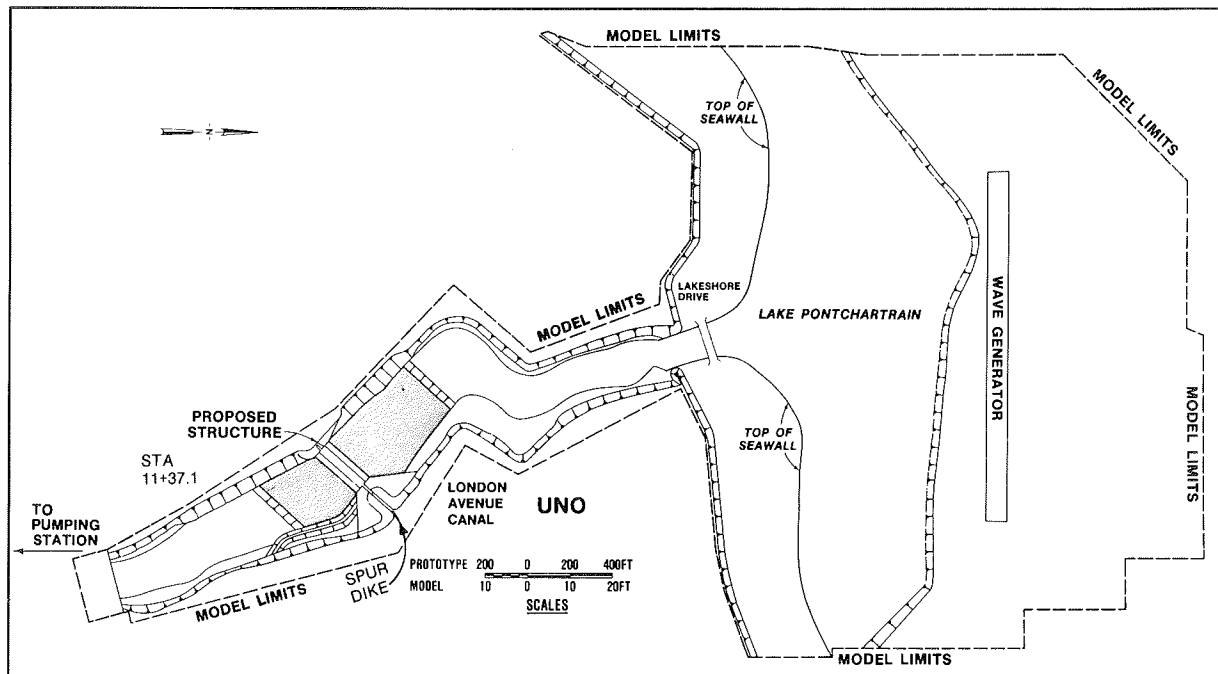 MODEL LIMITS
TOP OF
SEAWALL
MODEL LIMITS
N
LAKESHORE
DRIVE
MODEL LIMITS
LAKE PONTCHARTRAIN
WAVE GENERATOR
MODEL LIMITS
PROPOSED
STRUCTURE
STA
11+37.1
TOP OF
SEAWALL
LONDON
AVENUE
CANAL
UNO
TO
PUMPING
STATION
SPUR
DIKE
MODEL LIMITS
PROTOTYPE 200 0 200 400FT
MODEL 10 0 10 20FT
SCALES
MODEL LIMITS